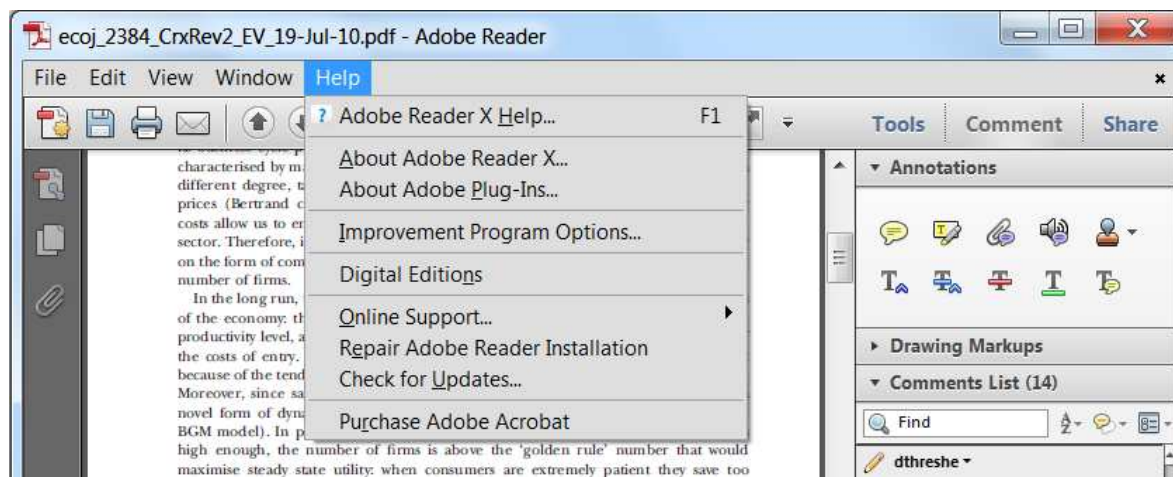 ecoj_2384_CrxRev2_EV_19-Jul-10.pdf - Adobe Reader
File Edit View Window Help
Adobe Reader X Help... F1
About Adobe Reader X...
About Adobe Plug-Ins...
Improvement Program Options...
Digital Editions
Online Support...
Repair Adobe Reader Installation
Check for Updates...
Purchase Adobe Acrobat
characterised by
different degree,
prices (Bertrand
costs allow us to
sector. Therefore,
on the form of
number of firms.
In the long run,
of the economy:
productivity level,
the costs of entry.
because of the
Moreover, since
novel form of
BGM model). In
high enough, the number of firms is above the 'golden rule' number that would
maximise steady state utility: when consumers are extremely patient they save too
Tools Comment Share
Annotations
Drawing Markups
Comments List (14)
Find
dthreshe